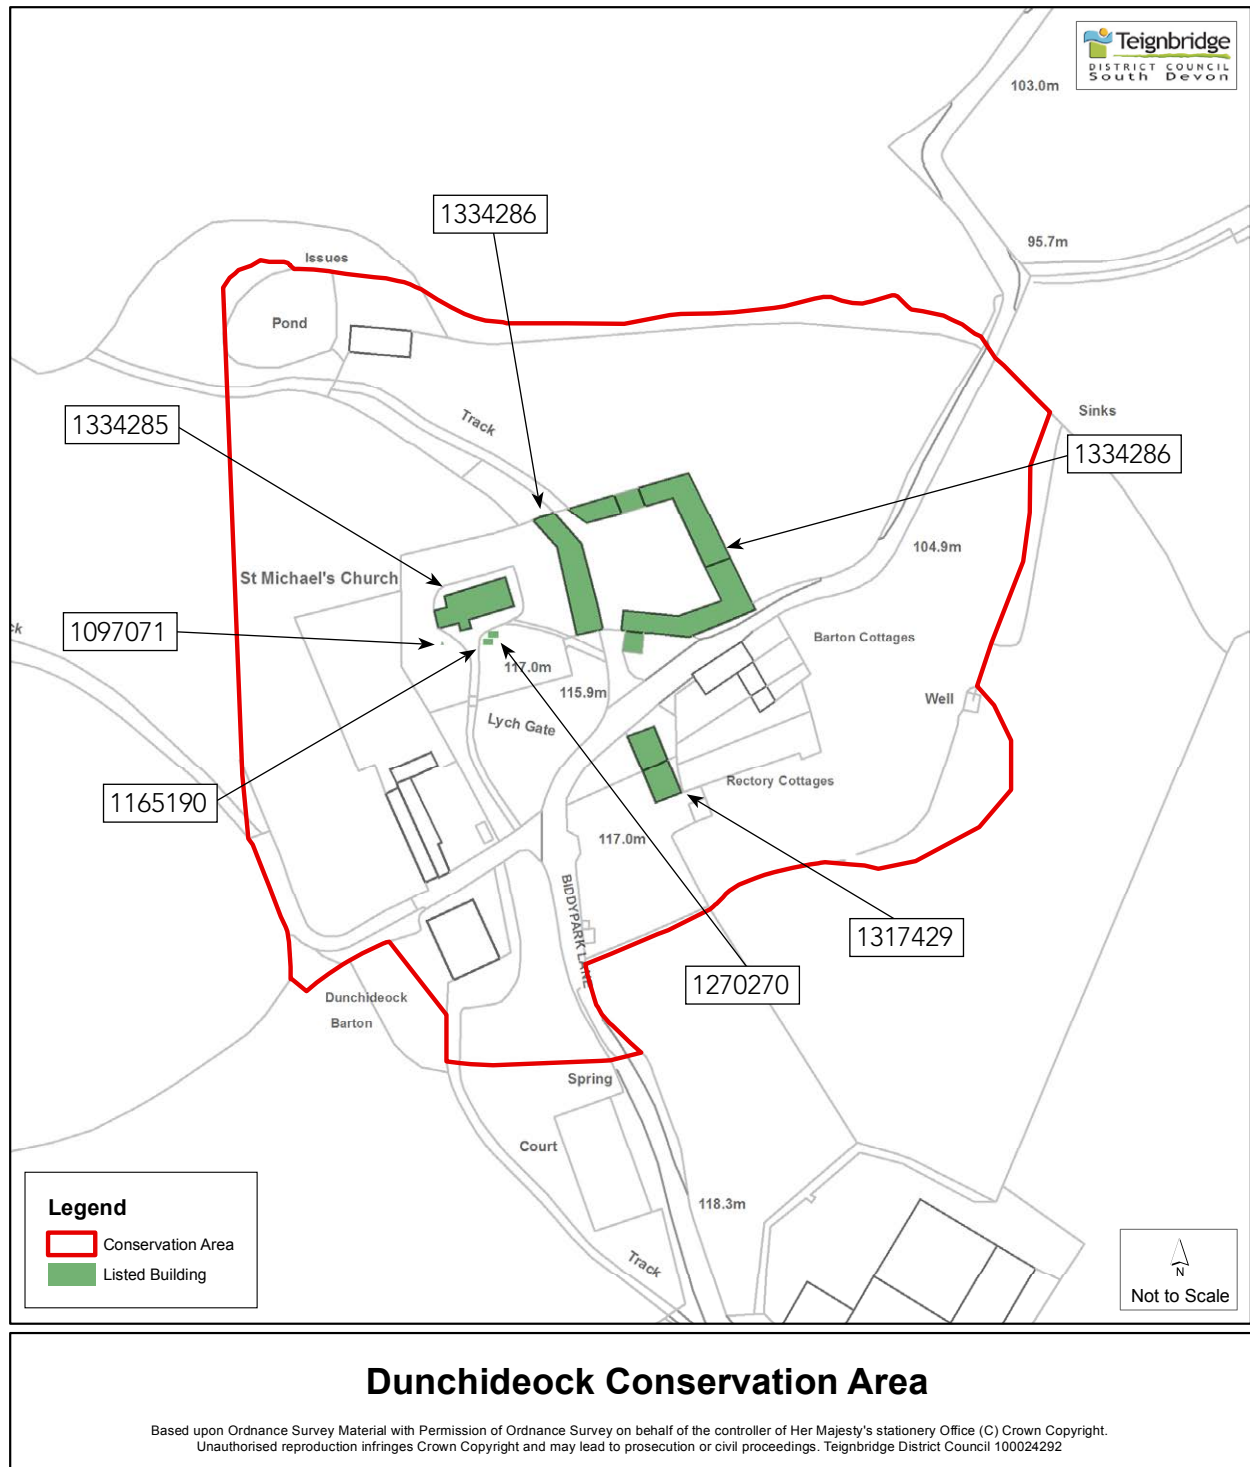 Teignbridge
DISTRICT COUNCIL
South Devon
103.0m
1334286
95.7m
Issues
Pond
Track
Sinks
1334285
1334286
104.9m
St Michael's Church
1097071
Barton Cottages
117.0m
115.9m
Well
Lych Gate
1165190
Rectory Cottages
117.0m
BIDDYPARK LANE
1317429
1270270
Dunchideock
Barton
Spring
Court
118.3m
Track
Legend
Conservation Area
Listed Building
N
Not to Scale
Dunchideock Conservation Area
Based upon Ordnance Survey Material with Permission of Ordnance Survey on behalf of the controller of Her Majesty's stationery Office (C) Crown Copyright.
Unauthorised reproduction infringes Crown Copyright and may lead to prosecution or civil proceedings. Teignbridge District Council 100024292